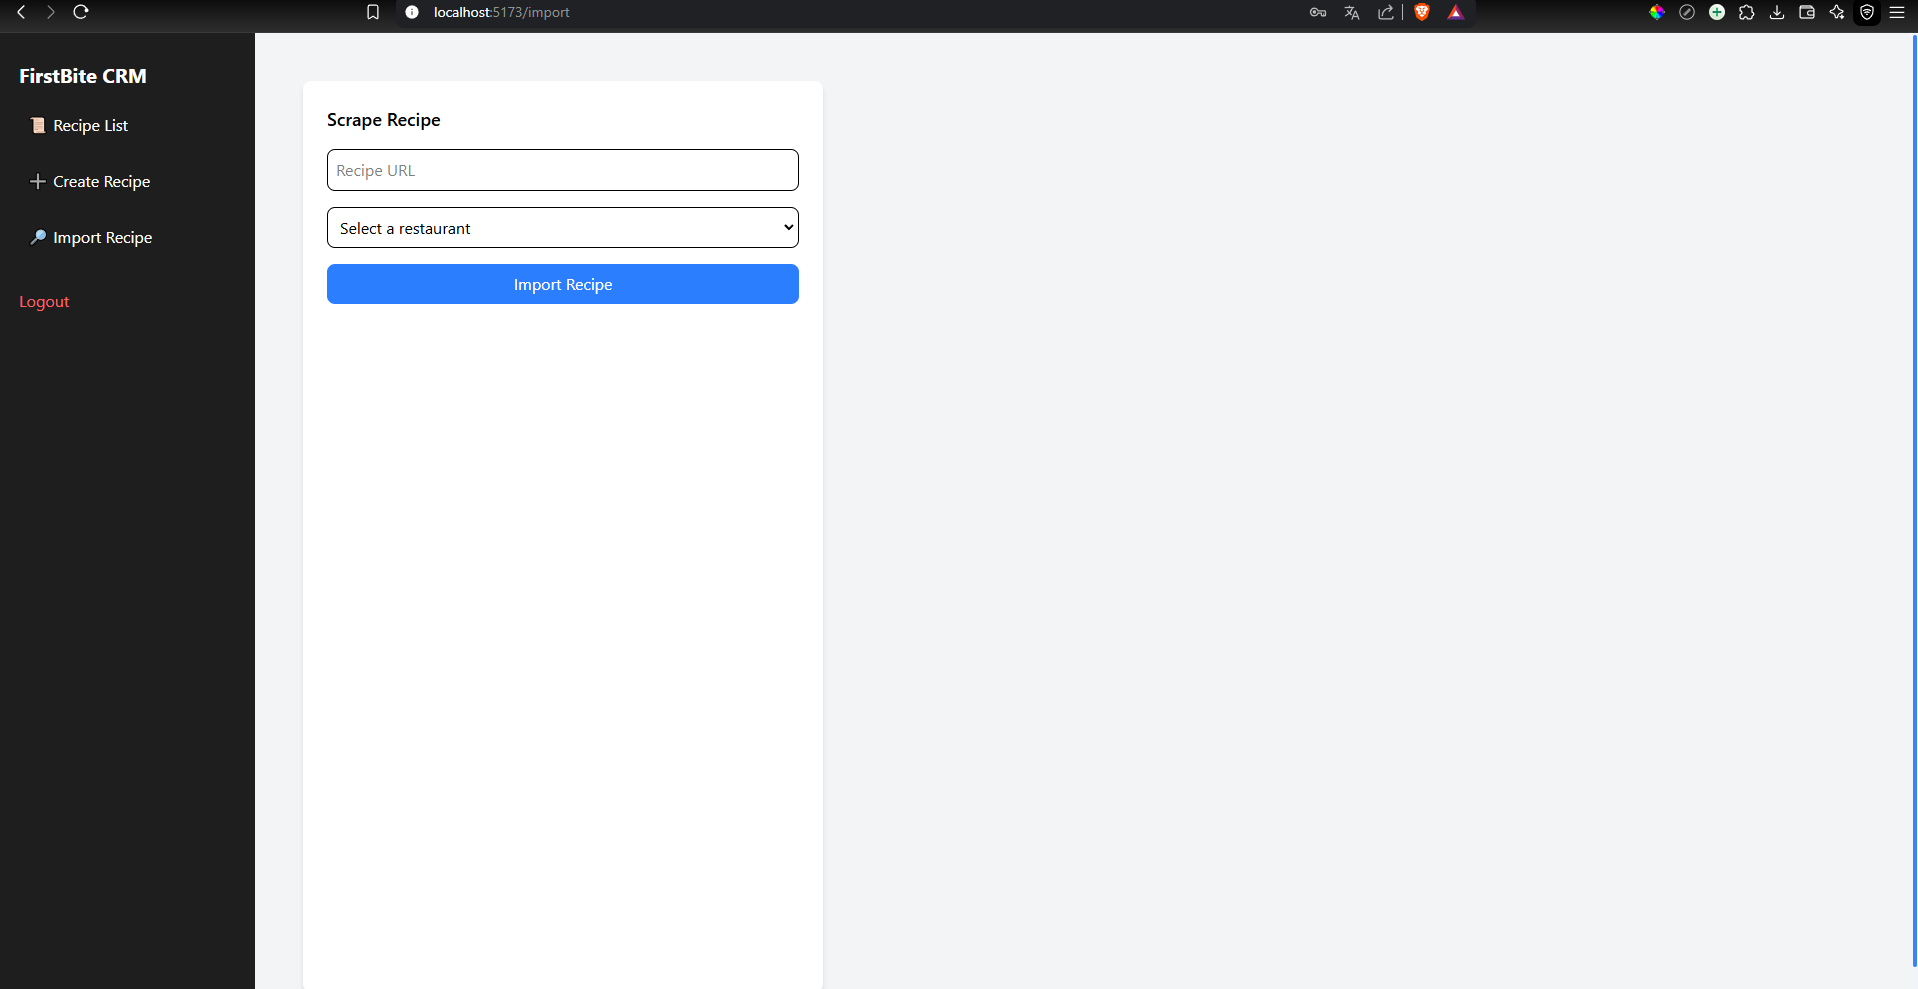 localhost:5173/import
FirstBite CRM
Recipe List
Create Recipe
Import Recipe
Logout
Scrape Recipe
Recipe URL
Select a restaurant
Import Recipe